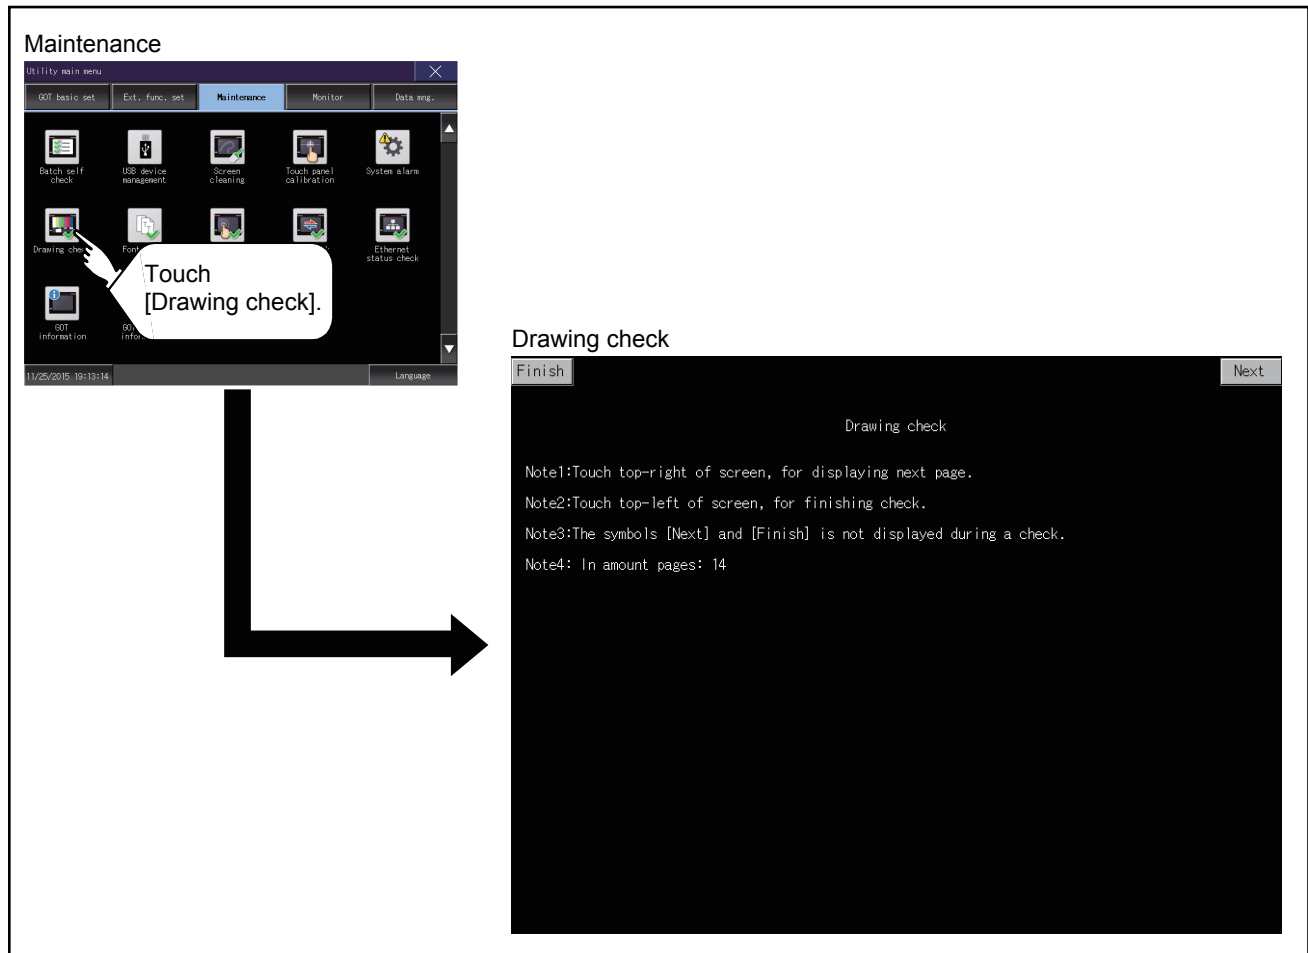 Maintenance
Utility main menu
GOT basic set Ext. func. set Maintenance Monitor Data mng.
Batch self check
USB device management
Screen cleaning
Touch panel calibration
System alarm
Drawing
Font
Ethernet status check
GOT information
Touch
[Drawing check].
11/25/2015 19:13:14 Language
Drawing check
Finish Next
Drawing check
Note1:Touch top-right of screen, for displaying next page.
Note2:Touch top-left of screen, for finishing check.
Note3:The symbols [Next] and [Finish] is not displayed during a check.
Note4: In amount pages: 14